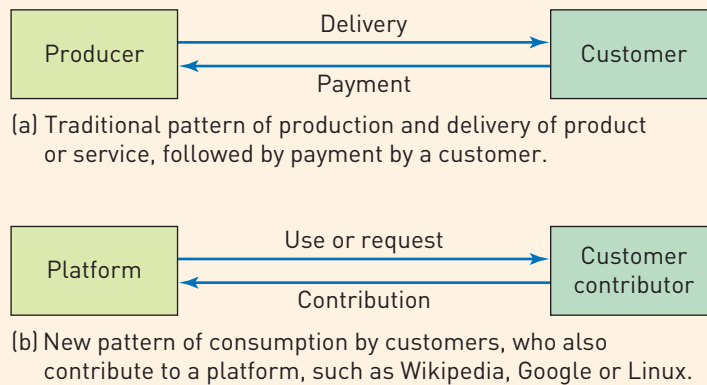 Delivery
Producer
Customer
Payment
(a) Traditional pattern of production and delivery of product
or service, followed by payment by a customer.
Use or request
Platform
Customer
contributor
Contribution
(b) New pattern of consumption by customers, who also
contribute to a platform, such as Wikipedia, Google or Linux.